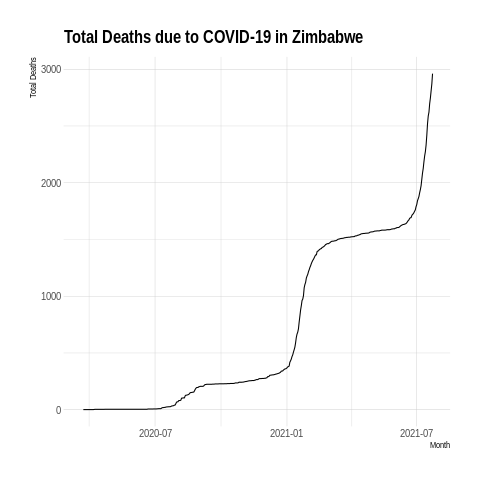 Total Deaths due to COVID-19 in Zimbabwe
Total Deaths
3000
2000
1000
0
2020-07
2021-01
2021-07
Month